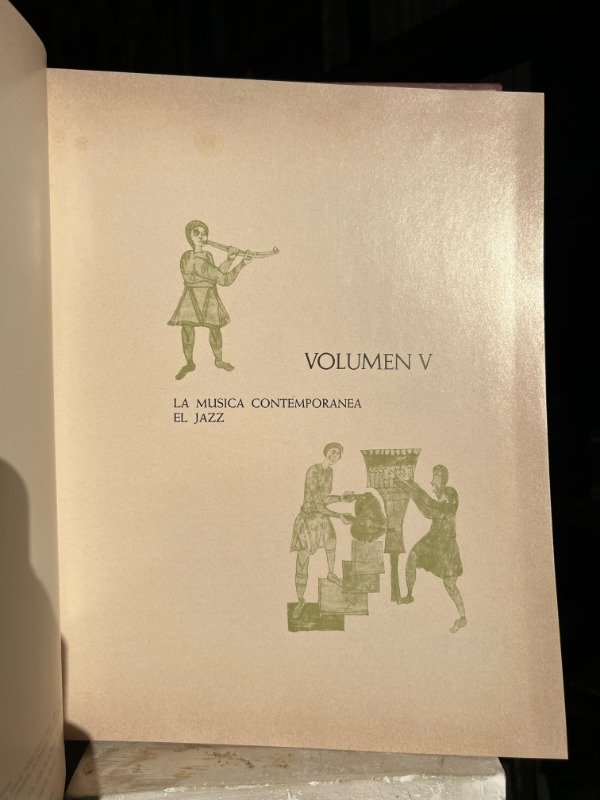 VOLUMEN V
LA MUSICA CONTEMPORANEA
EL JAZZ